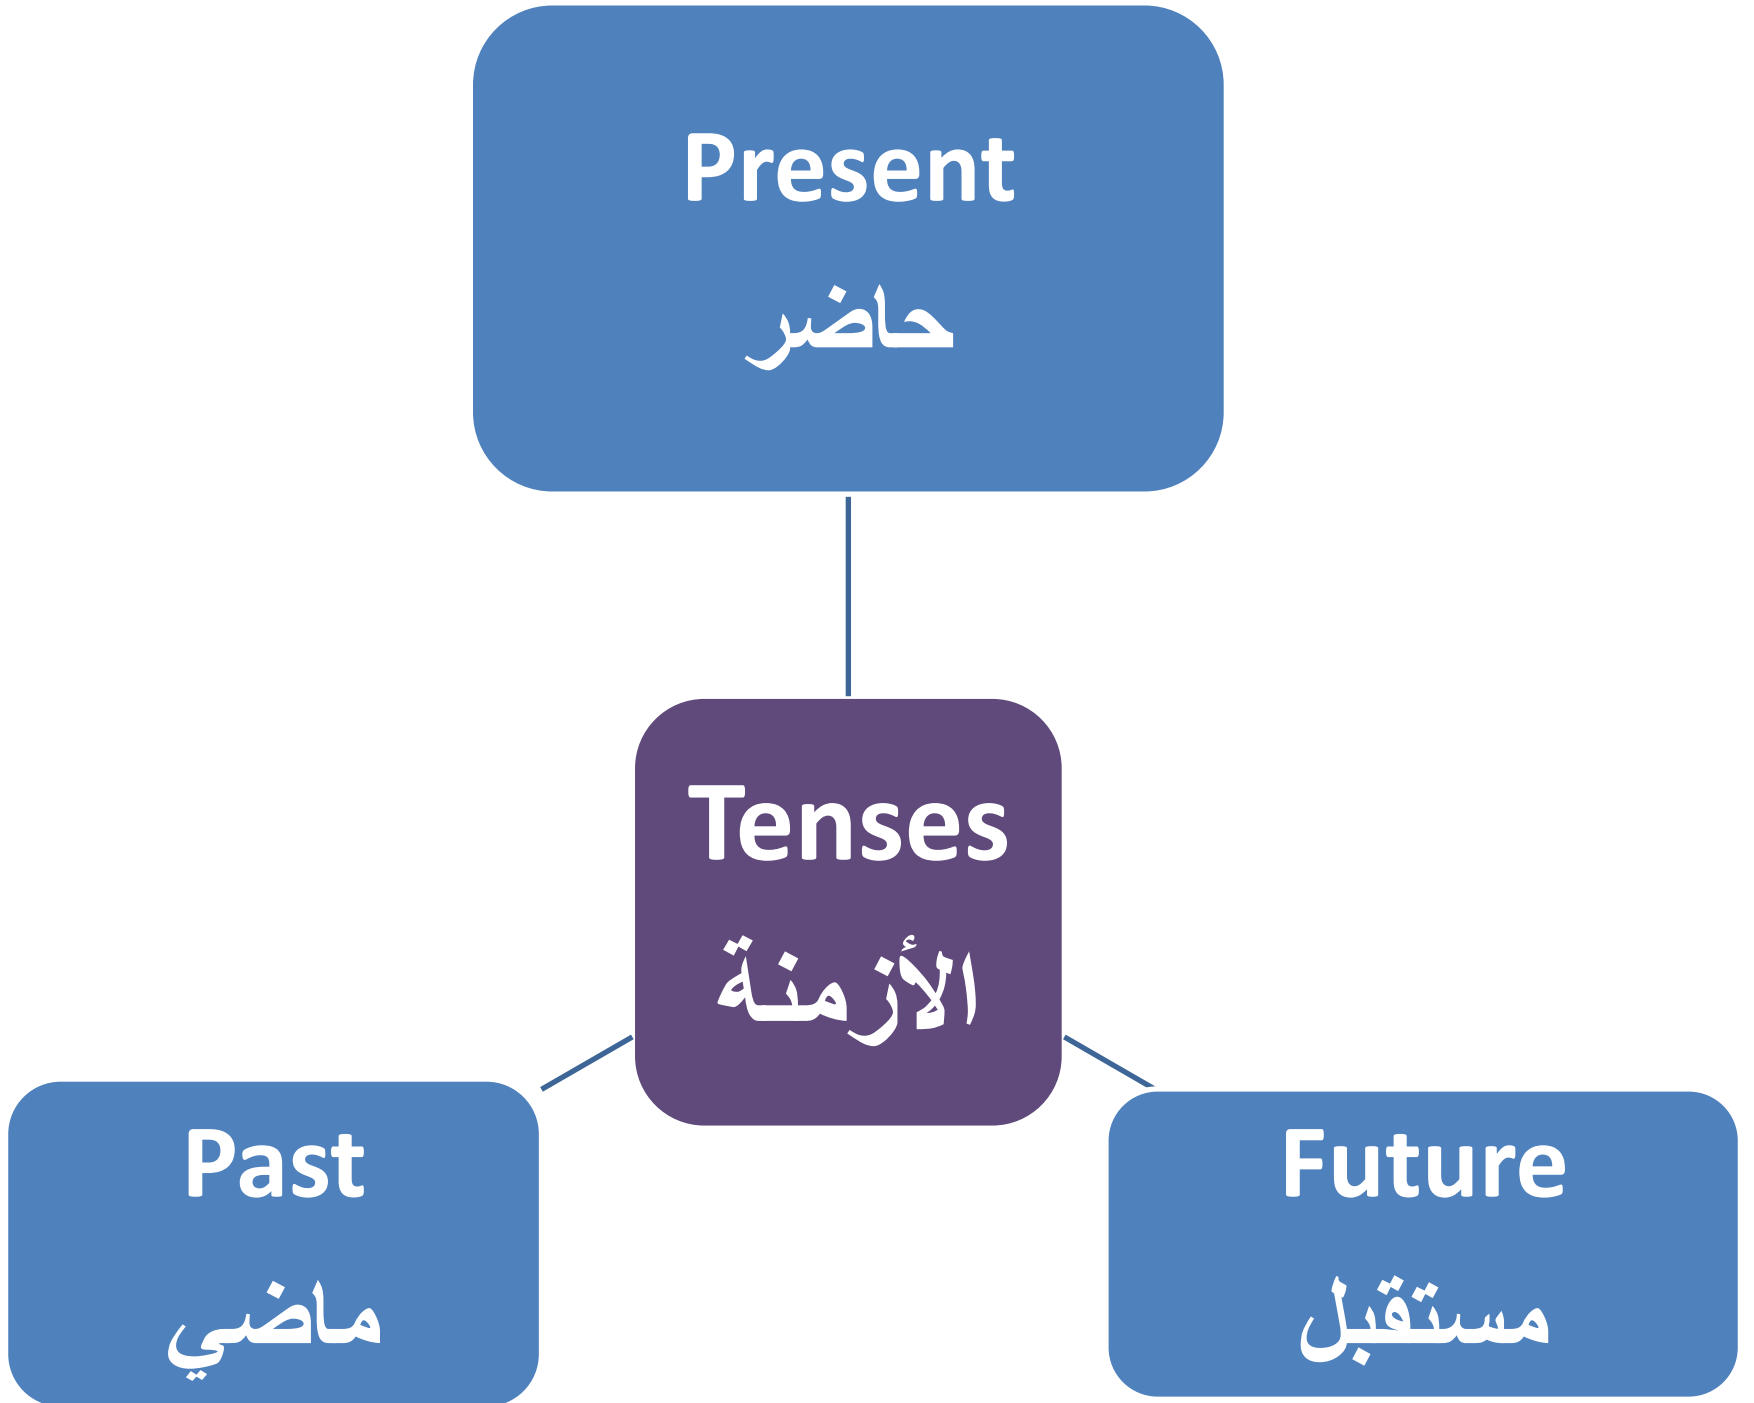 Present
حاضر
Tenses
الأزمنة
Past
ماضي
Future
مستقبل